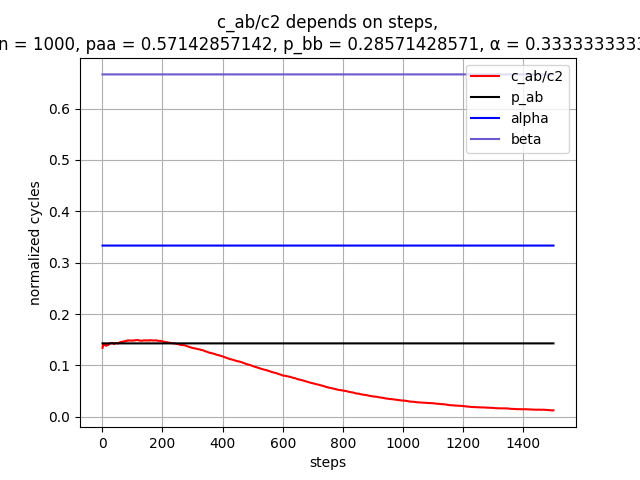 c_ab/c2 depends on steps,
n = 1000, paa = 0.57142857142, p_bb = 0.28571428571, α = 0.3333333333
c_ab/c2
p_ab
alpha
beta
normalized cycles
0.6
0.5
0.4
0.3
0.2
0.1
0.0
0 200 400 600 800 1000 1200 1400
steps